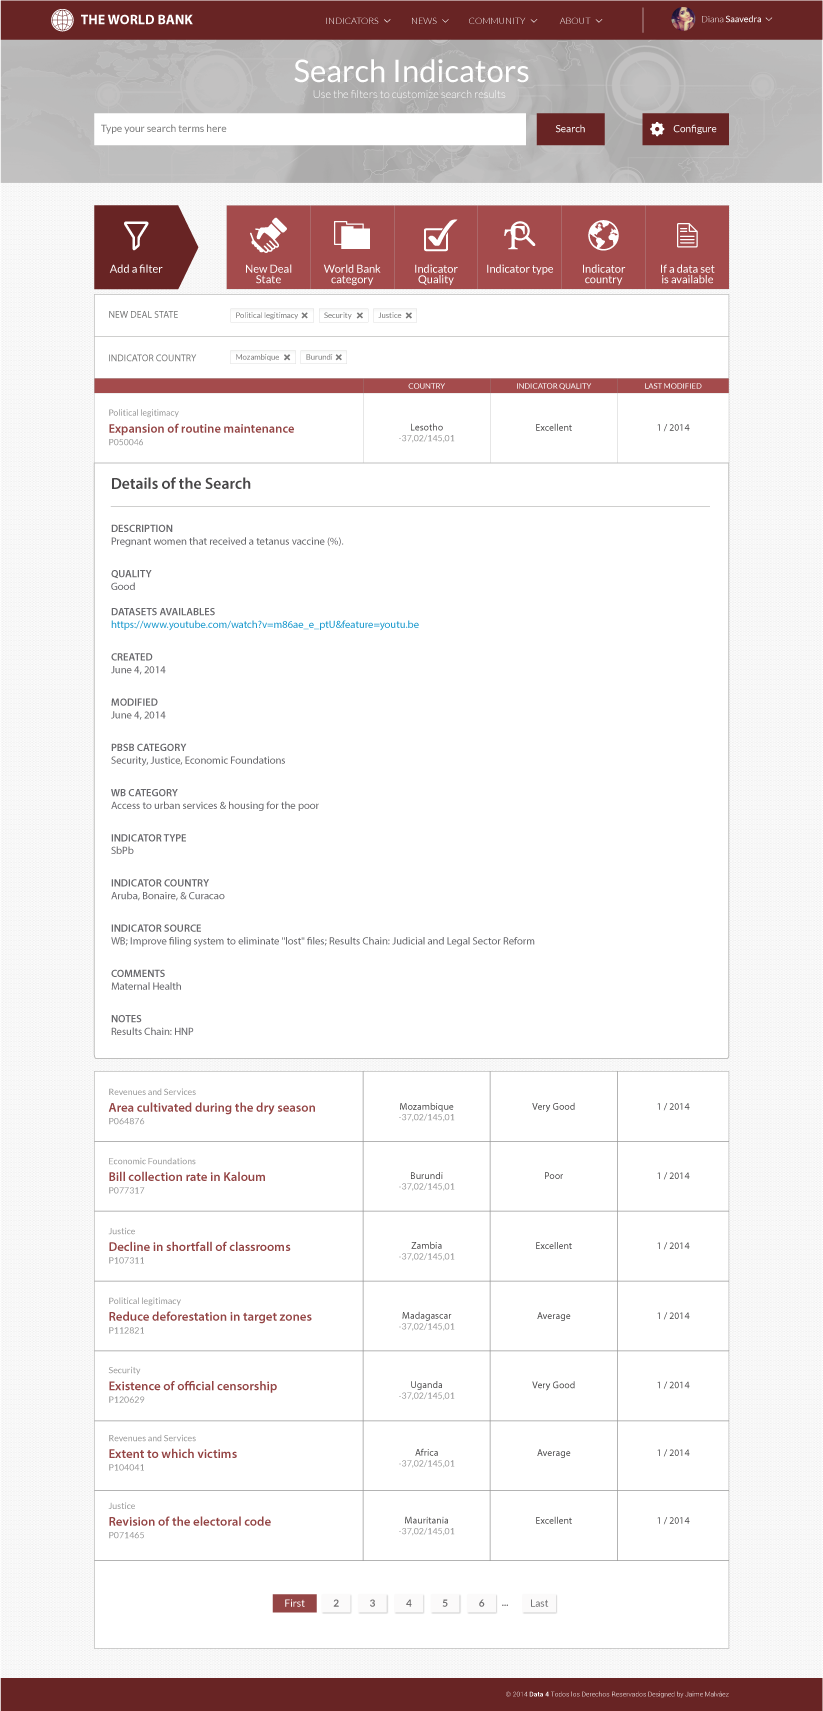 THE WORLD BANK
INDICATORS NEWS COMMUNITY ABOUT
Diana Saavedra
Search Indicators
Use the filters to customize search results
Type your search terms here
Search
Configure
Add a filter
New Deal
State
World Bank
category
Indicator
Quality
Indicator type
Indicator
country
If a data set
is available
NEW DEAL STATE
Political legitimacy
Security
Justice
INDICATOR COUNTRY
Mozambique
Burundi
COUNTRY INDICATOR QUALITY LAST MODIFIED
Political legitimacy
Expansion of routine maintenance
P050046
Lesotho
-37,02/145,01
Excellent
1 / 2014
Details of the Search
DESCRIPTION
Pregnant women that received a tetanus vaccine (%).
QUALITY
Good
DATASETS AVAILABLES
https://www.youtube.com/watch?v=m86ae_e_ptU&feature=youtu.be
CREATED
June 4, 2014
MODIFIED
June 4, 2014
PBSB CATEGORY
Security, Justice, Economic Foundations
WB CATEGORY
Access to urban services & housing for the poor
INDICATOR TYPE
SbPb
INDICATOR COUNTRY
Aruba, Bonaire, & Curacao
INDICATOR SOURCE
WB; Improve filing system to eliminate "lost" files; Results Chain: Judicial and Legal Sector Reform
COMMENTS
Maternal Health
NOTES
Results Chain: HNP
Revenues and Services
Area cultivated during the dry season
P064876
Mozambique
-37,02/145,01
Very Good
1 / 2014
Economic Foundations
Bill collection rate in Kaloum
P077317
Burundi
-37,02/145,01
Poor
1 / 2014
Justice
Decline in shortfall of classrooms
P107311
Zambia
-37,02/145,01
Excellent
1 / 2014
Political legitimacy
Reduce deforestation in target zones
P112821
Madagascar
-37,02/145,01
Average
1 / 2014
Security
Existence of official censorship
P120629
Uganda
-37,02/145,01
Very Good
1 / 2014
Revenues and Services
Extent to which victims
P104041
Africa
-37,02/145,01
Average
1 / 2014
Justice
Revision of the electoral code
P071465
Mauritania
-37,02/145,01
Excellent
1 / 2014
First 2 3 4 5 6 ... Last
© 2014 Data 4 Todos los Derechos Reservados Designed by Jaime Malváez